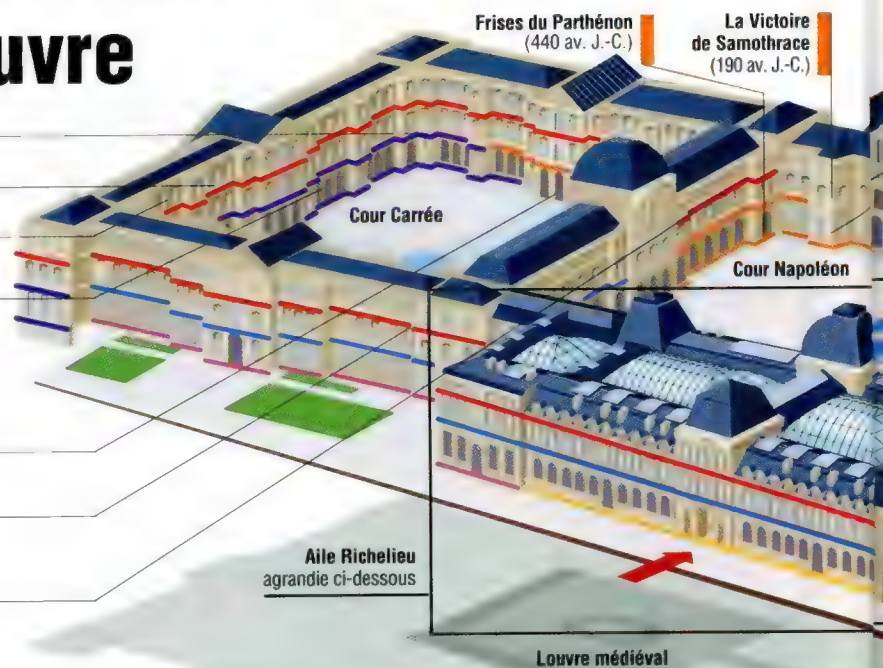 uvre
Frises du Parthénon
(440 av. J.-C.)
La Victoire
de Samothrace
(190 av. J.-C.)
Cour Carrée
Cour Napoléon
Aile Richelieu
agrandie ci-dessous
Louvre médiéval